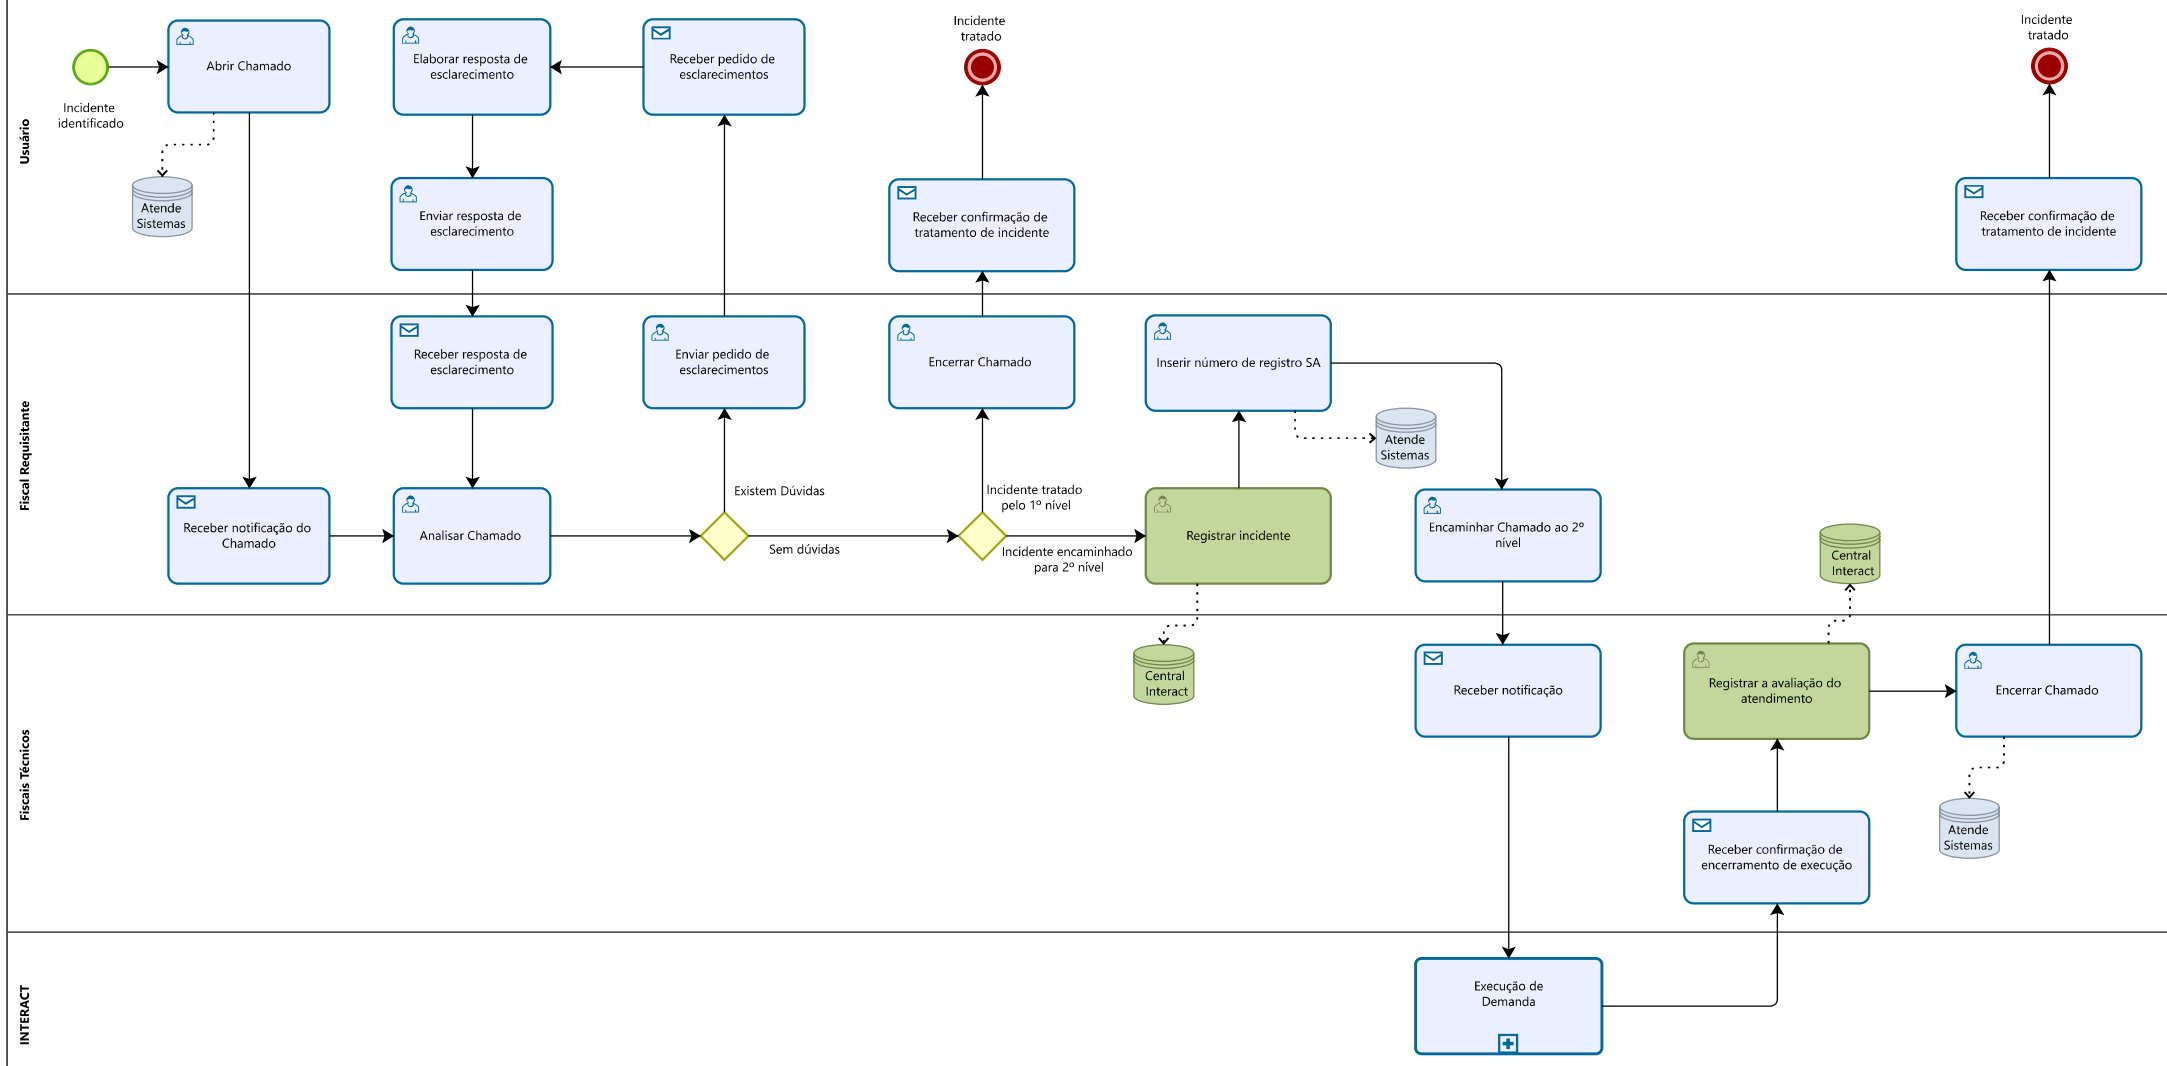 Usuário
Incidente
identificado
Abrir Chamado
Atende
Sistemas
Elaborar resposta de
esclarecimento
Receber pedido de
esclarecimentos
Enviar resposta de
esclarecimento
Incidente
tratado
Receber confirmação de
tratamento de incidente
Incidente
tratado
Receber confirmação de
tratamento de incidente
Fiscal Requisitante
Receber resposta de
esclarecimento
Enviar pedido de
esclarecimentos
Encerrar Chamado
Inserir número de registro SA
Atende
Sistemas
Receber notificação do
Chamado
Analisar Chamado
Existem Dúvidas
Sem dúvidas
Incidente tratado
pelo 1º nível
Incidente encaminhado
para 2º nível
Registrar incidente
Encaminhar Chamado ao 2º
nível
Central
Interact
Fiscais Técnicos
Central
Interact
Receber notificação
Registrar a avaliação do
atendimento
Encerrar Chamado
Receber confirmação de
encerramento de execução
Atende
Sistemas
INTERACT
Execução de
Demanda